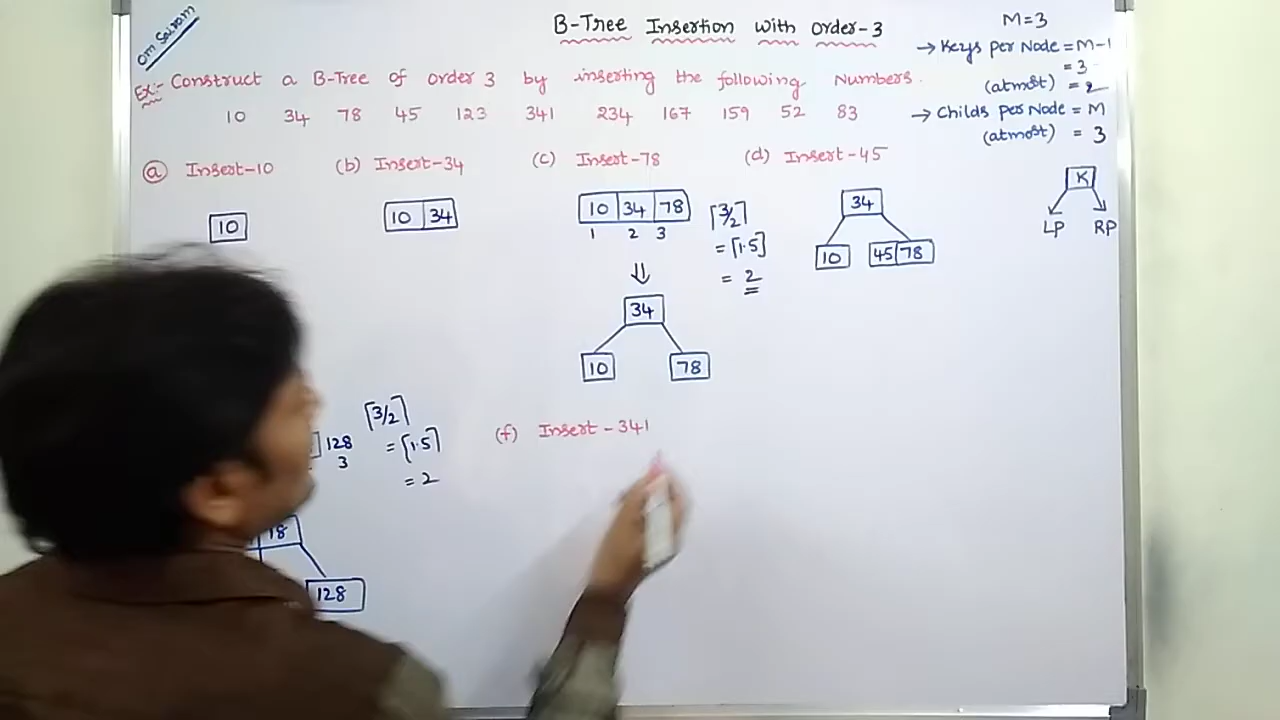 Om Sairam
B-Tree Insertion with order-3
M=3
→ Keys per Node = M-1
= 3-
(atmost) = 2
→ Childs per Node = M
(atmost) = 3
Ex:- Construct a B-Tree of order 3 by inserting the following Numbers.
10 34 78 45 123 341 234 167 159 52 83
(a) Insert-10 (b) Insert-34 (c) Insert-78 (d) Insert-45
10
10 34
10 34 78
1 2 3
⌈3/2⌉
= ⌈1.5⌉
= 2
⇓
34
10 78
34
10 45 78
K
LP RP
128
3
⌈3/2⌉
= ⌈1.5⌉
= 2
18
128
(f) Insert - 341